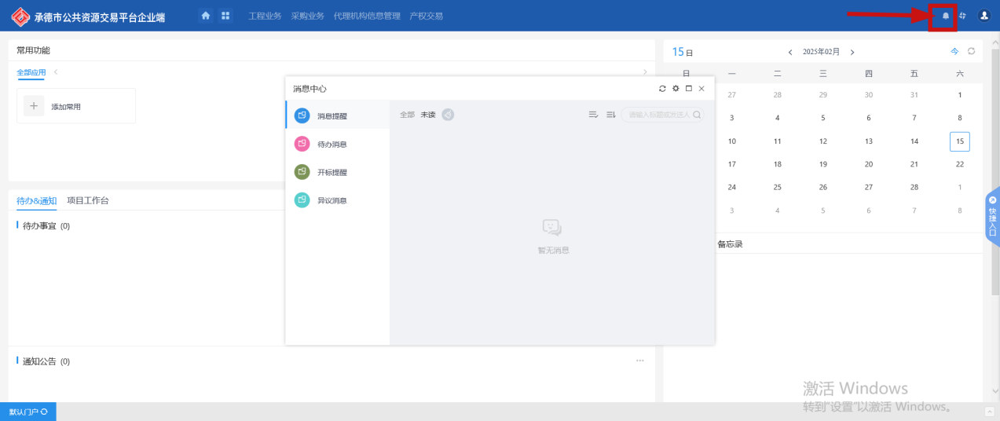 承德市公共资源交易平台企业端
工程业务 采购业务 代理机构信息管理 产权交易
常用功能
全部应用
添加常用
待办&通知 项目工作台
待办事宜 (0)
通知公告 (0)
默认门户
消息中心
消息提醒
待办消息
开标提醒
异议消息
全部 未读
请输入标题或发送人
暂无消息
15日 2025年02月 今
日 一 二 三 四 五 六
27 28 29 30 31 1
3 4 5 6 7 8
10 11 12 13 14 15
17 18 19 20 21 22
24 25 26 27 28 1
3 4 5 6 7 8
备忘录
快捷入口
激活 Windows
转到"设置"以激活 Windows。